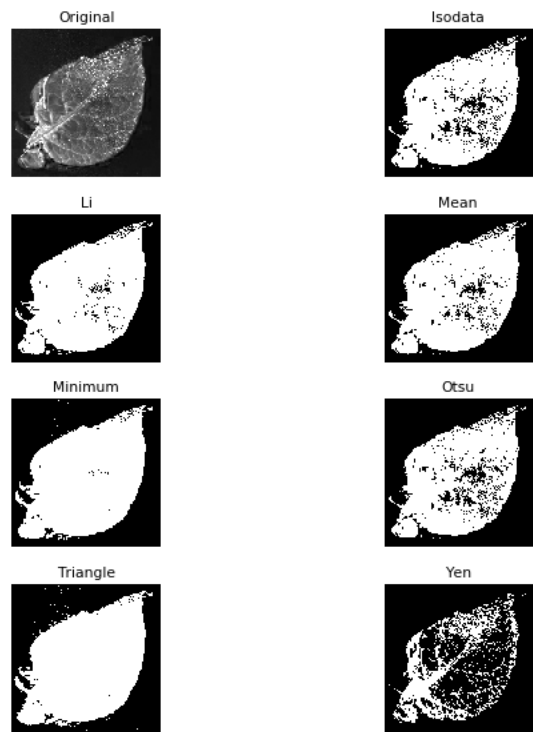 Original
Isodata
Li
Mean
Minimum
Otsu
Triangle
Yen